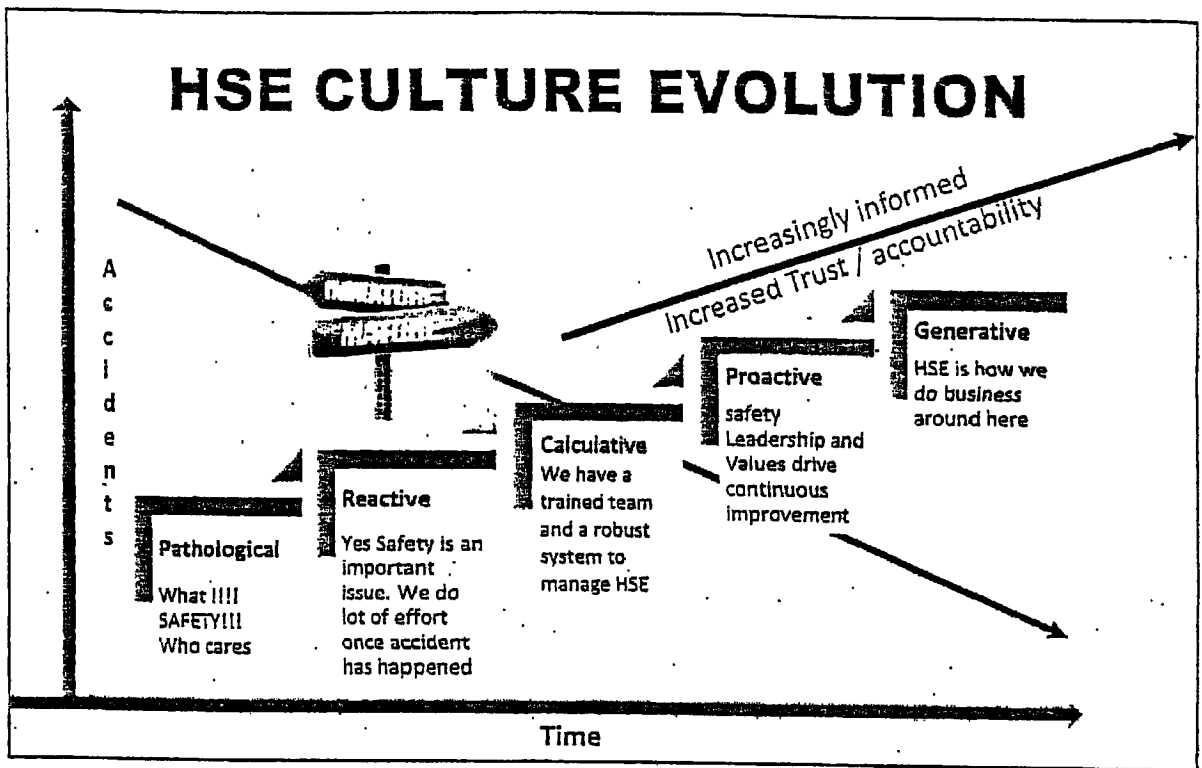 HSE CULTURE EVOLUTION
Accidents
Increasingly informed
Increased Trust / accountability
Pathological
What !!!!
SAFETY!!!
Who cares
Reactive
Yes Safety is an
important
issue. We do
lot of effort
once accident
has happened
Calculative
We have a
trained team
and a robust
system to
manage HSE
Proactive
safety
Leadership and
Values drive
continuous
improvement
Generative
HSE is how we
do business
around here
Time